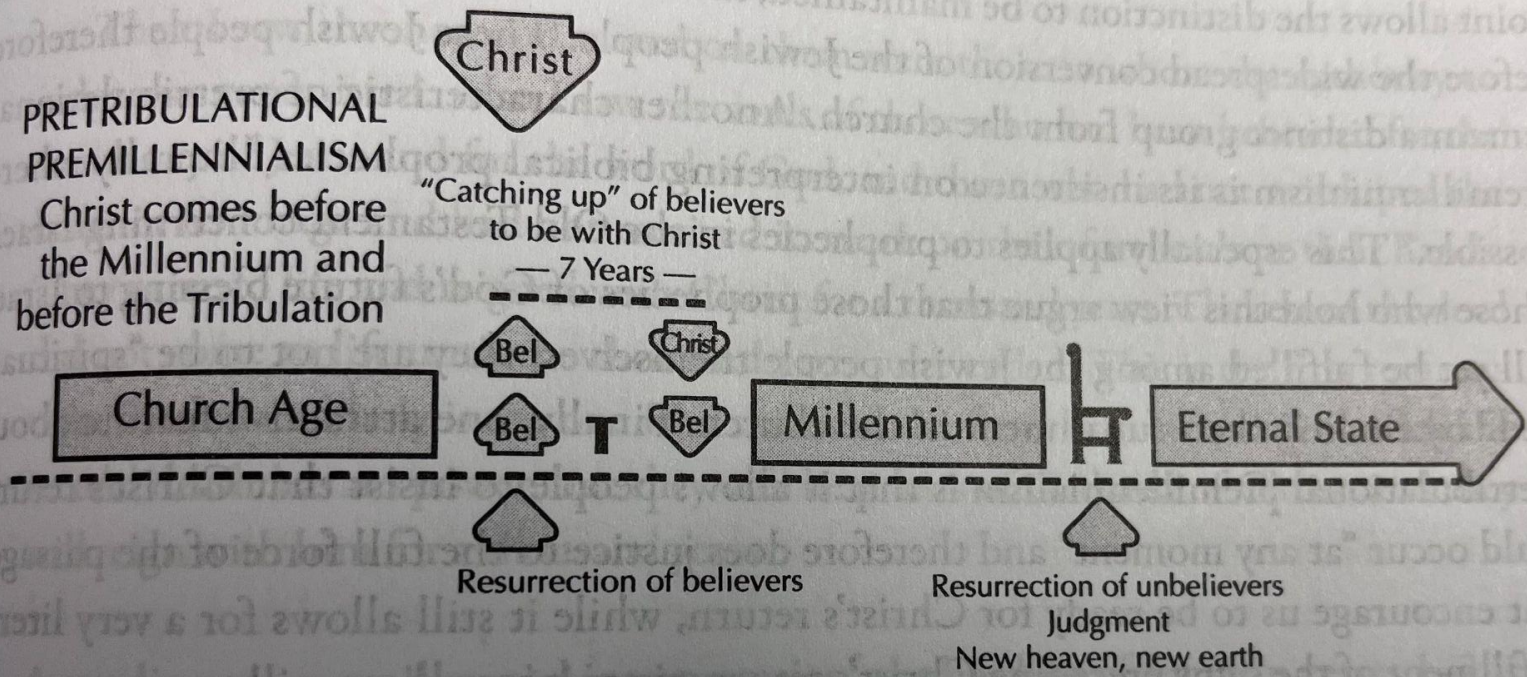 Christ
PRETRIBULATIONAL
PREMILLENNIALISM
Christ comes before
the Millennium and
before the Tribulation
“Catching up” of believers
to be with Christ
— 7 Years —
Bel
Christ
Church Age
Bel
T
Bel
Millennium
Eternal State
Resurrection of believers
Resurrection of unbelievers
Judgment
New heaven, new earth